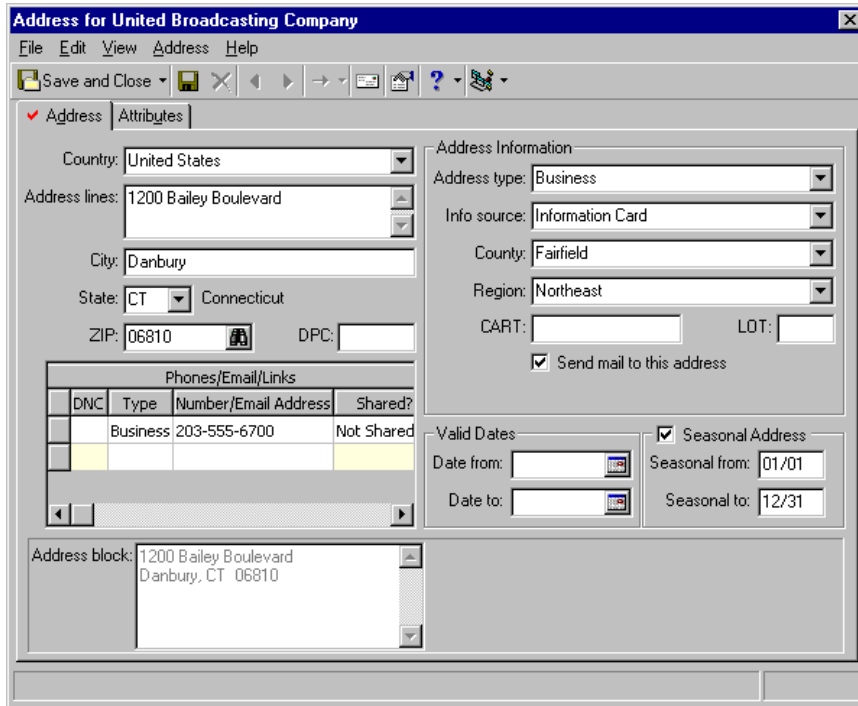 Address for United Broadcasting Company
File Edit View Address Help
Save and Close
Address Attributes
Country: United States
Address lines: 1200 Bailey Boulevard
City: Danbury
State: CT Connecticut
ZIP: 06810 DPC:
Phones/Email/Links
DNC Type Number/Email Address Shared?
Business 203-555-6700 Not Shared
Address Information
Address type: Business
Info source: Information Card
County: Fairfield
Region: Northeast
CART: LOT:
Send mail to this address
Valid Dates
Date from:
Date to:
Seasonal Address
Seasonal from: 01/01
Seasonal to: 12/31
Address block: 1200 Bailey Boulevard
Danbury, CT 06810